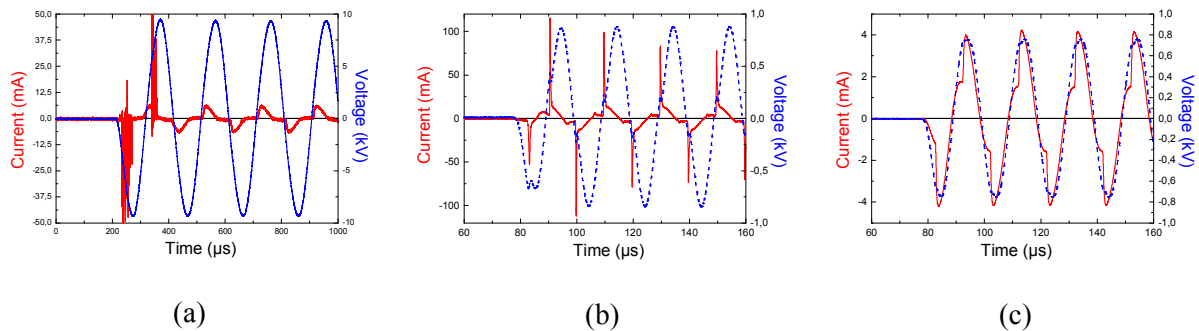 50,0
37,5
25,0
12,5
0,0
-12,5
-25,0
-37,5
-50,0
Current (mA)
10
5
0
-5
-10
Voltage (kV)
0 200 400 600 800 1000
Time (µs)
(a)
100
50
0
-50
-100
Current (mA)
1,0
0,5
0,0
-0,5
-1,0
Voltage (kV)
60 80 100 120 140 160
Time (µs)
(b)
4
2
0
-2
-4
Current (mA)
1,0
0,8
0,6
0,4
0,2
0,0
-0,2
-0,4
-0,6
-0,8
-1,0
Voltage (kV)
60 80 100 120 140 160
Time (µs)
(c)